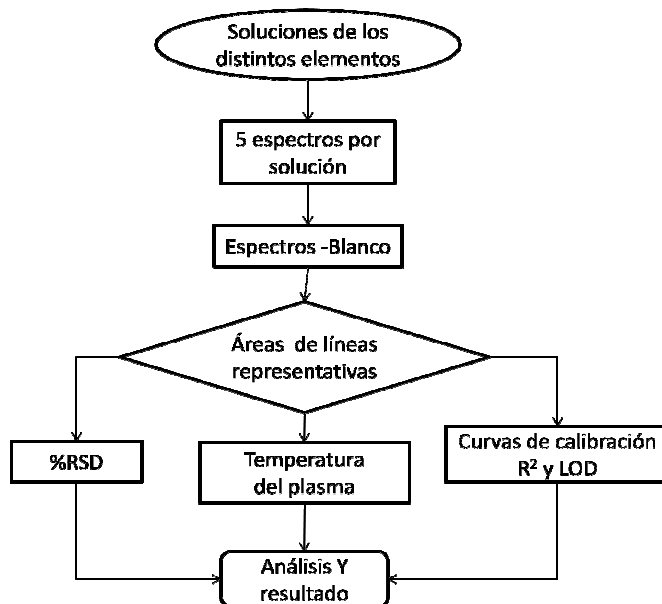 Soluciones de los
distintos elementos
5 espectros por
solución
Espectros -Blanco
Áreas de líneas
representativas
%RSD
Temperatura
del plasma
Curvas de calibración
R² y LOD
Análisis Y
resultado